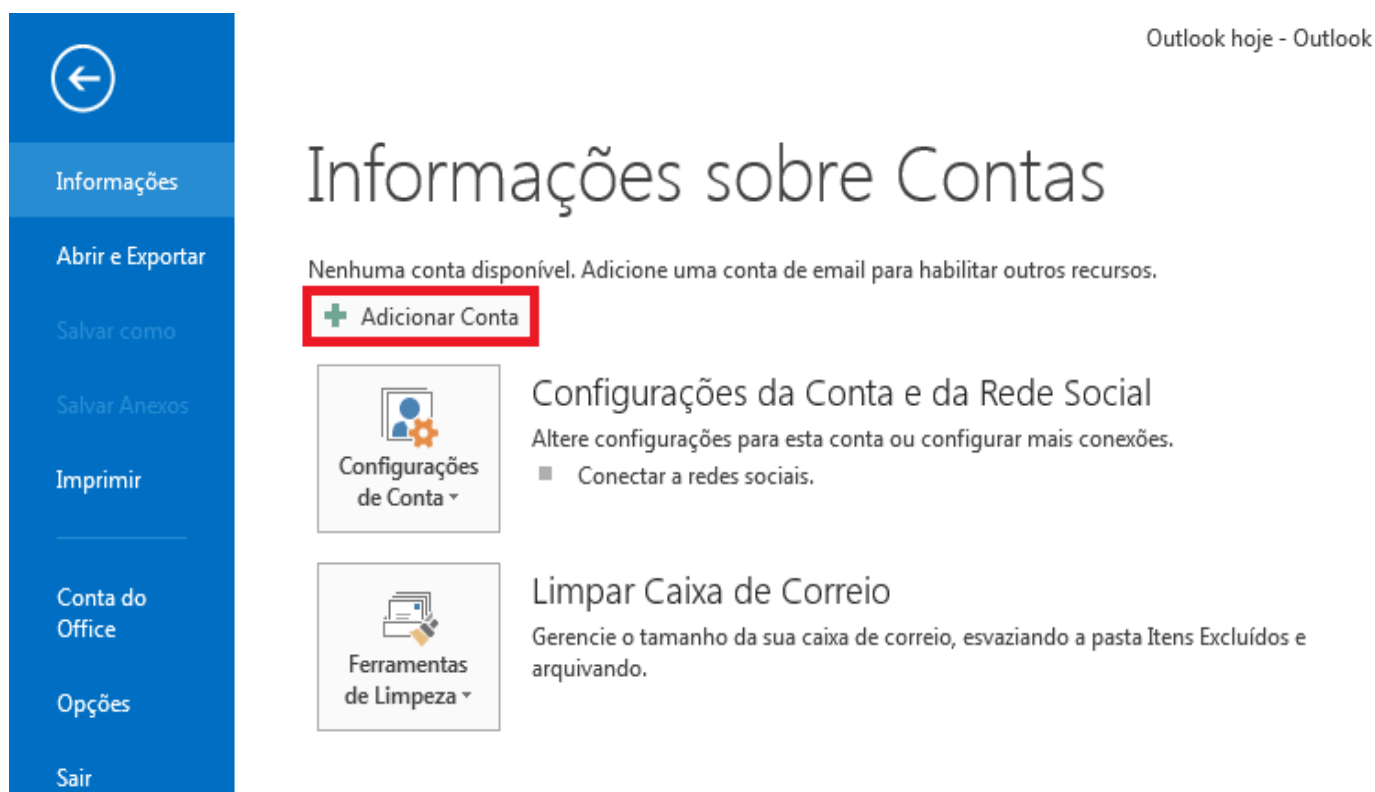 Outlook hoje - Outlook
Informações
Abrir e Exportar
Salvar como
Salvar Anexos
Imprimir
Conta do
Office
Opções
Sair
Informações sobre Contas
Nenhuma conta disponível. Adicione uma conta de email para habilitar outros recursos.
Adicionar Conta
Configurações
de Conta
Configurações da Conta e da Rede Social
Altere configurações para esta conta ou configurar mais conexões.
Conectar a redes sociais.
Ferramentas
de Limpeza
Limpar Caixa de Correio
Gerencie o tamanho da sua caixa de correio, esvaziando a pasta Itens Excluídos e
arquivando.